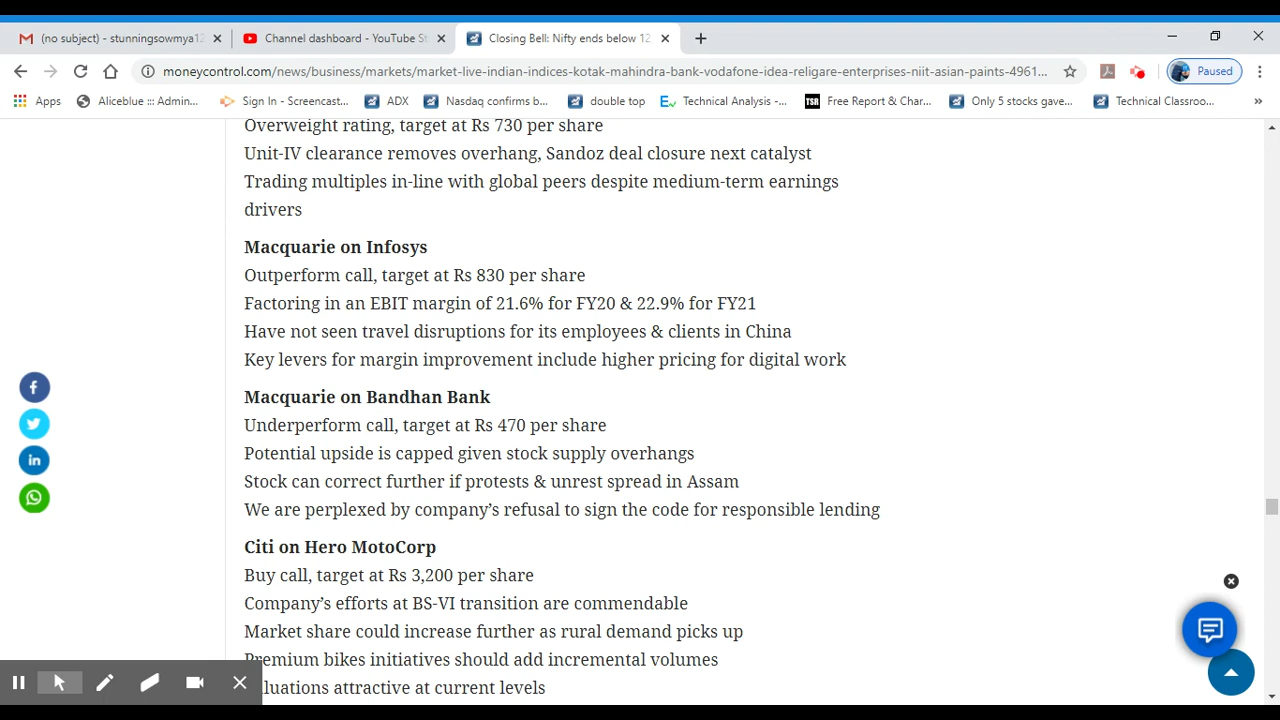 (no subject) - stunningsowmya12
Channel dashboard - YouTube St
Closing Bell: Nifty ends below 12
moneycontrol.com/news/business/markets/market-live-indian-indices-kotak-mahindra-bank-vodafone-idea-religare-enterprises-niit-asian-paints-4961...
Paused
Apps
Aliceblue ::: Admin...
Sign In - Screencast...
ADX
Nasdaq confirms b...
double top
Technical Analysis -...
TSR
Free Report & Char...
Only 5 stocks gave...
Technical Classroo...
»
Overweight rating, target at Rs 730 per share
Unit-IV clearance removes overhang, Sandoz deal closure next catalyst
Trading multiples in-line with global peers despite medium-term earnings
drivers
Macquarie on Infosys
Outperform call, target at Rs 830 per share
Factoring in an EBIT margin of 21.6% for FY20 & 22.9% for FY21
Have not seen travel disruptions for its employees & clients in China
Key levers for margin improvement include higher pricing for digital work
Macquarie on Bandhan Bank
Underperform call, target at Rs 470 per share
Potential upside is capped given stock supply overhangs
Stock can correct further if protests & unrest spread in Assam
We are perplexed by company's refusal to sign the code for responsible lending
Citi on Hero MotoCorp
Buy call, target at Rs 3,200 per share
Company's efforts at BS-VI transition are commendable
Market share could increase further as rural demand picks up
Premium bikes initiatives should add incremental volumes
aluations attractive at current levels